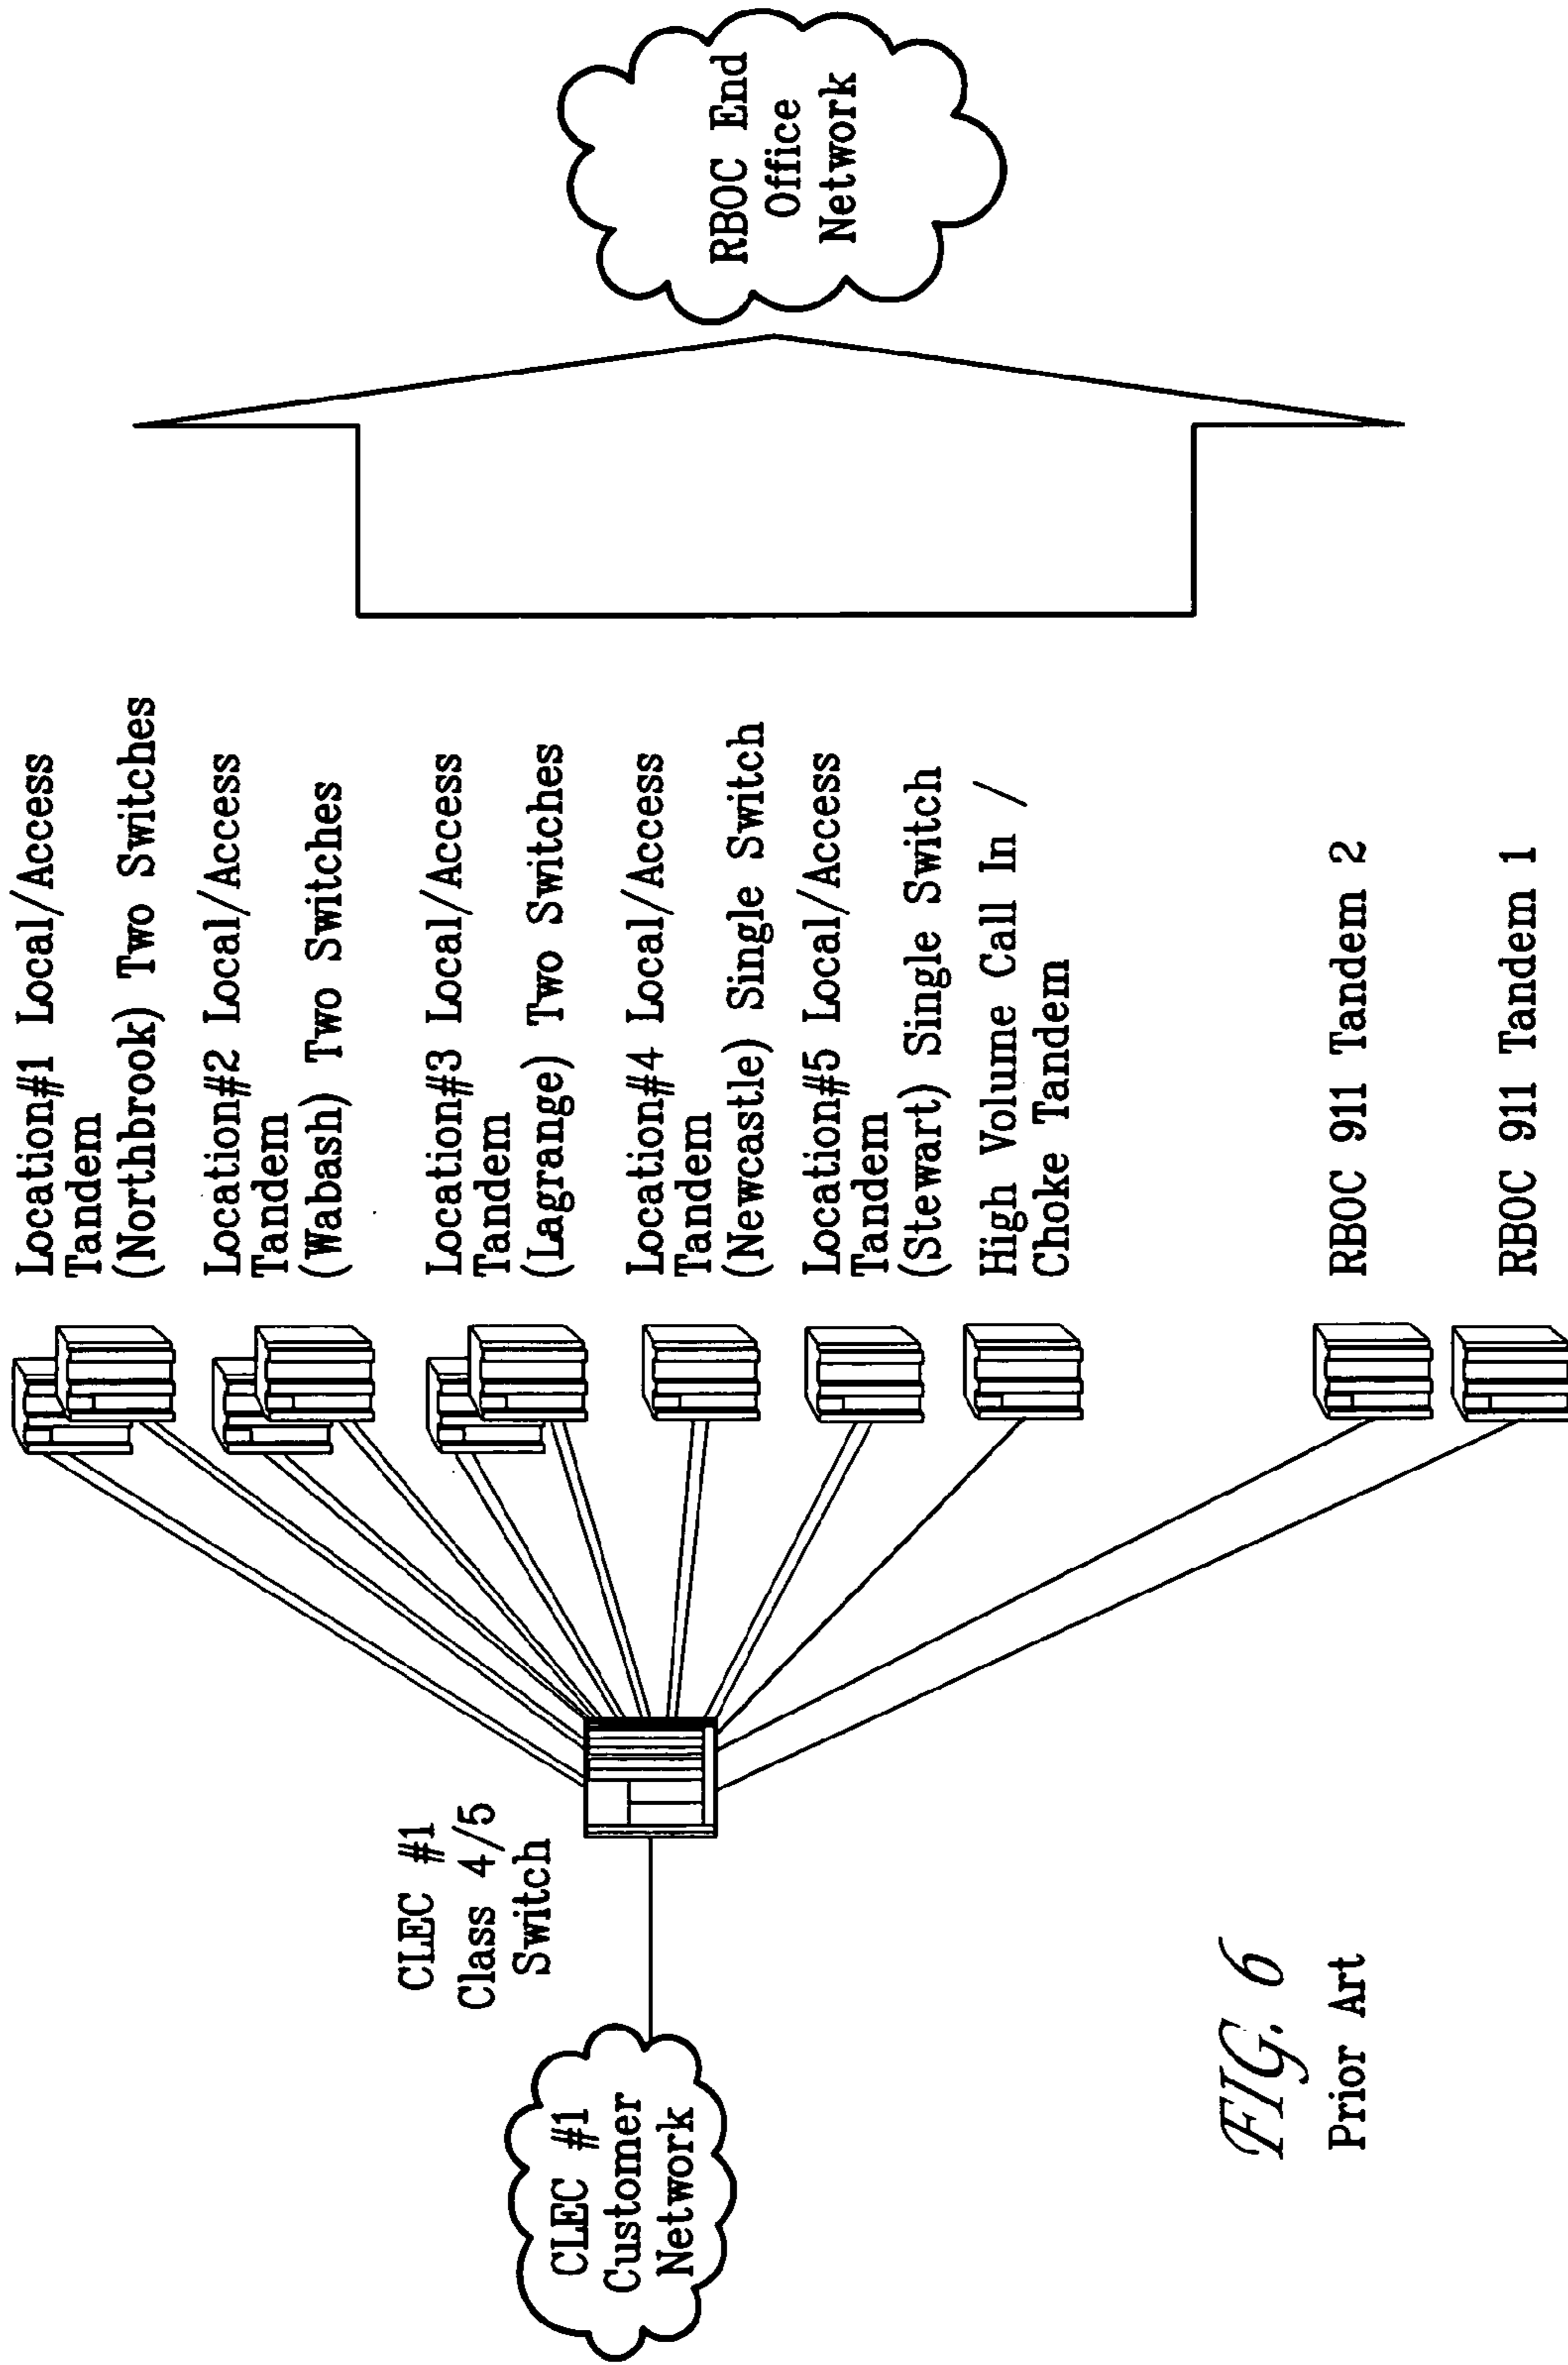 CLEC #1
Customer
Network
CLEC #1
Class 4/5
Switch
Location#1 Local/Access
Tandem
(Northbrook) Two Switches
Location#2 Local/Access
Tandem
(Wabash) Two Switches
Location#3 Local/Access
Tandem
(Lagrange) Two Switches
Location#4 Local/Access
Tandem
(Newcastle) Single Switch
Location#5 Local/Access
Tandem
(Stewart) Single Switch
High Volume Call In /
Choke Tandem
RBOC 911 Tandem 2
RBOC 911 Tandem 1
RBOC End
Office
Network
FIG. 6
Prior Art